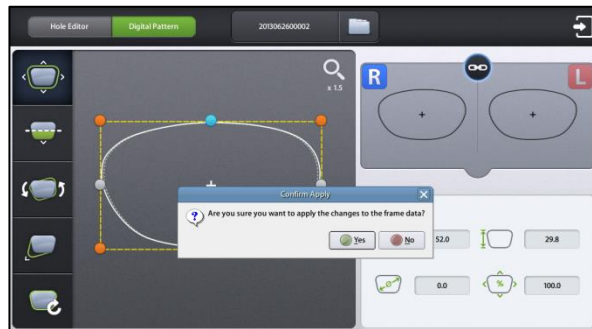 Hole Editor
Digital Pattern
2013062600002
x 1.5
R
L
Confirm Apply
Are you sure you want to apply the changes to the frame data?
Yes
No
52.0
29.8
0.0
%
100.0